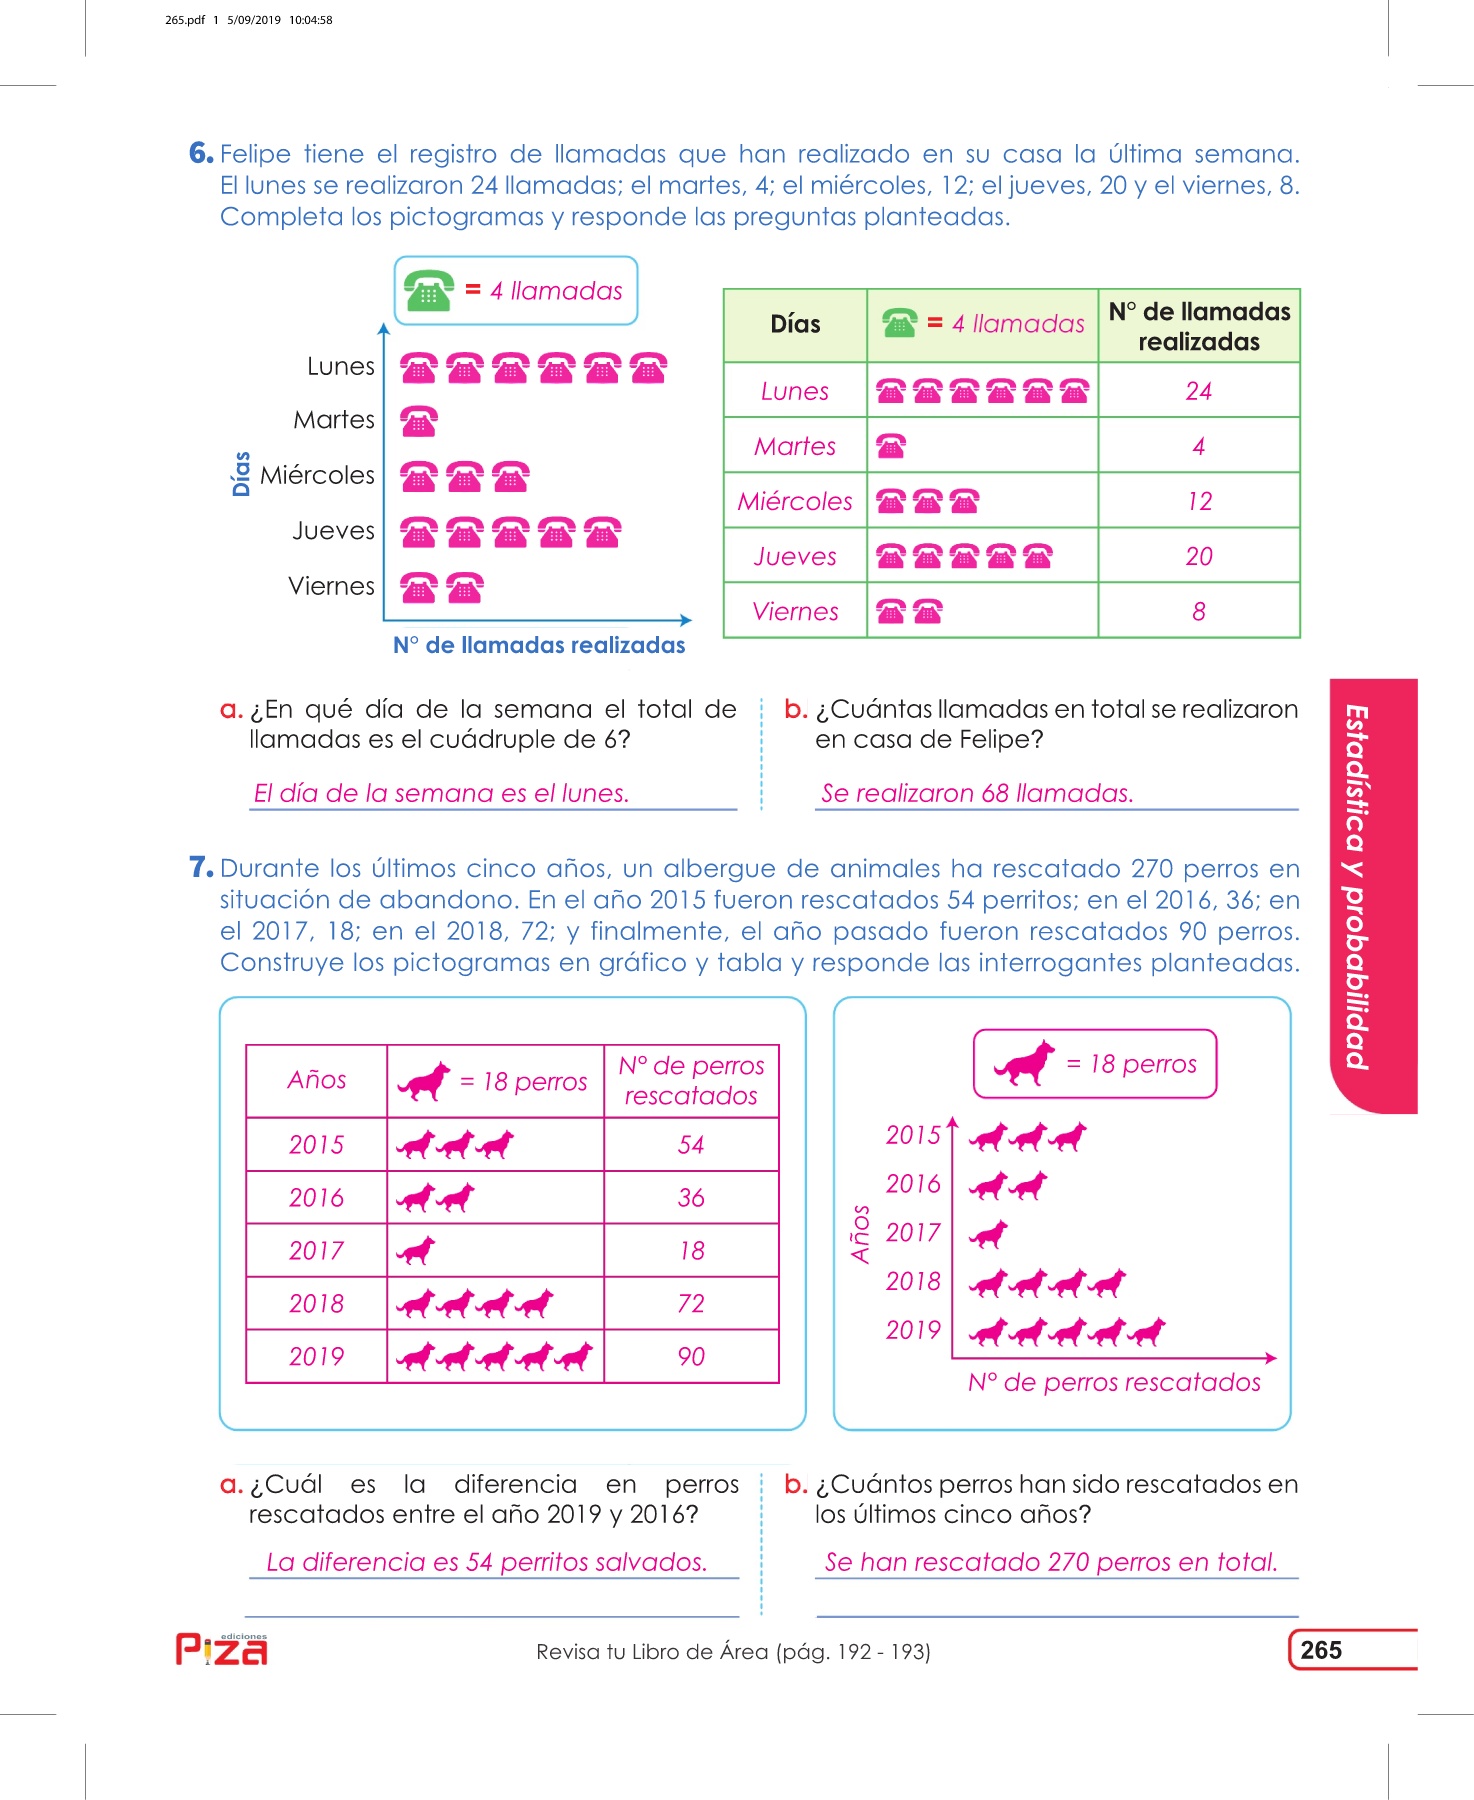 265.pdf 1 5/09/2019 10:04:58
6. Felipe tiene el registro de llamadas que han realizado en su casa la última semana.
El lunes se realizaron 24 llamadas; el martes, 4; el miércoles, 12; el jueves, 20 y el viernes, 8.
Completa los pictogramas y responde las preguntas planteadas.
= 4 llamadas
Lunes
Martes
Miércoles
Jueves
Viernes
Días
N° de llamadas realizadas
Días = 4 llamadas N° de llamadas realizadas
Lunes 24
Martes 4
Miércoles 12
Jueves 20
Viernes 8
a. ¿En qué día de la semana el total de
llamadas es el cuádruple de 6?
El día de la semana es el lunes.
b. ¿Cuántas llamadas en total se realizaron
en casa de Felipe?
Se realizaron 68 llamadas.
Estadística y probabilidad
7. Durante los últimos cinco años, un albergue de animales ha rescatado 270 perros en
situación de abandono. En el año 2015 fueron rescatados 54 perritos; en el 2016, 36; en
el 2017, 18; en el 2018, 72; y finalmente, el año pasado fueron rescatados 90 perros.
Construye los pictogramas en gráfico y tabla y responde las interrogantes planteadas.
Años = 18 perros N° de perros rescatados
2015 54
2016 36
2017 18
2018 72
2019 90
= 18 perros
2015
2016
2017
2018
2019
Años
N° de perros rescatados
a. ¿Cuál es la diferencia en perros
rescatados entre el año 2019 y 2016?
La diferencia es 54 perritos salvados.
b. ¿Cuántos perros han sido rescatados en
los últimos cinco años?
Se han rescatado 270 perros en total.
ediciones
Piza
Revisa tu Libro de Área (pág. 192 - 193)
265